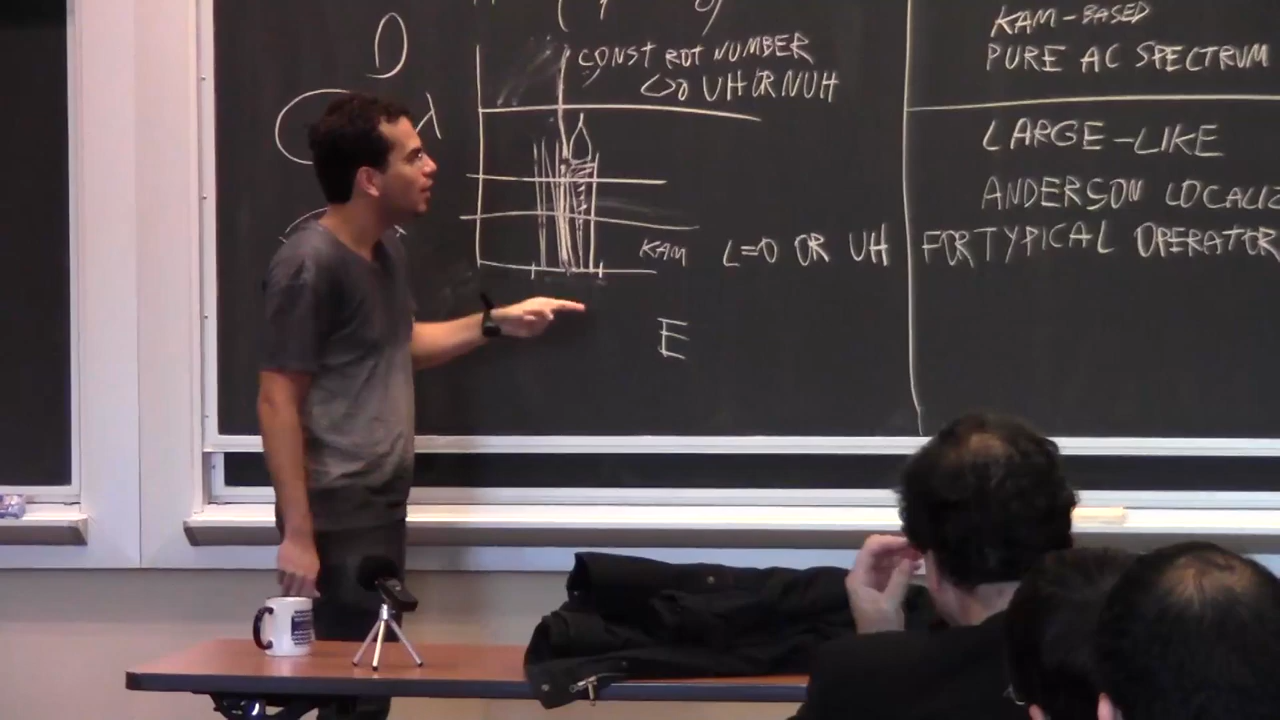 D
λ
CONST ROT NUMBER
<=> UH OR NUH
KAM
L=0 OR UH
E
KAM-BASED
PURE AC SPECTRUM
LARGE-LIKE
ANDERSON LOCALIZ
FOR TYPICAL OPERATOR